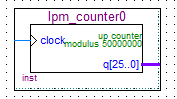 lpm_counter0
up counter
clock
modulus 50000000
q[25..0]
inst